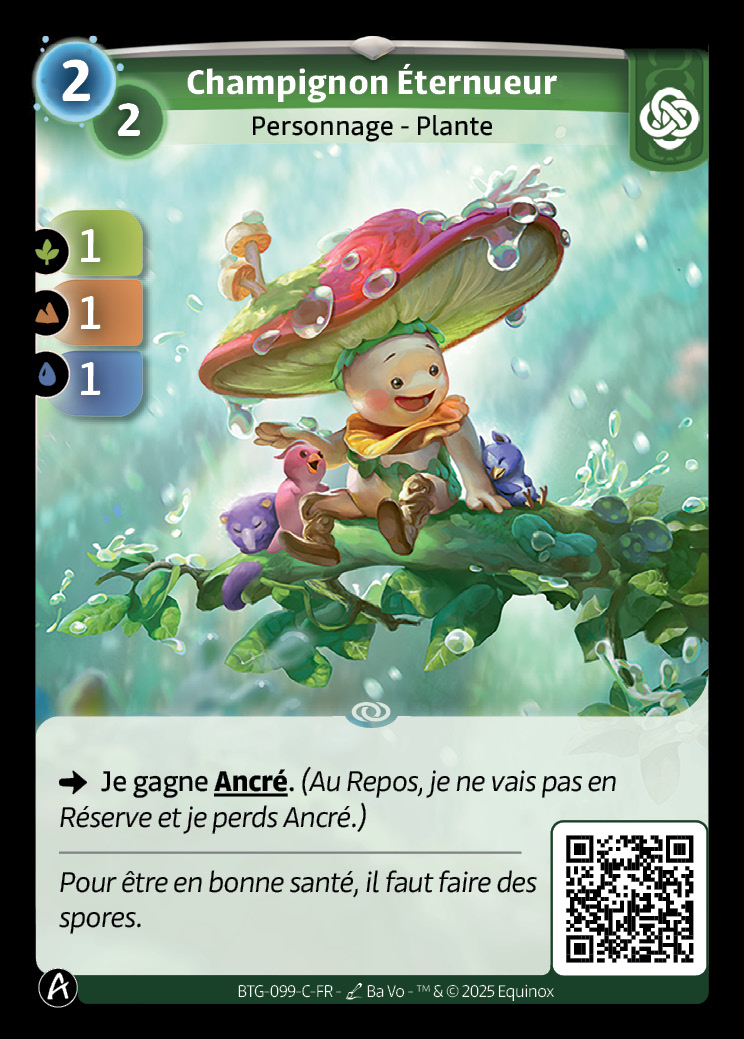 2
Champignon Éternueur
2
Personnage - Plante
1
1
1
Je gagne Ancré. (Au Repos, je ne vais pas en
Réserve et je perds Ancré.)
Pour être en bonne santé, il faut faire des
spores.
BTG-099-C-FR - Ba Vo - ™ & © 2025 Equinox